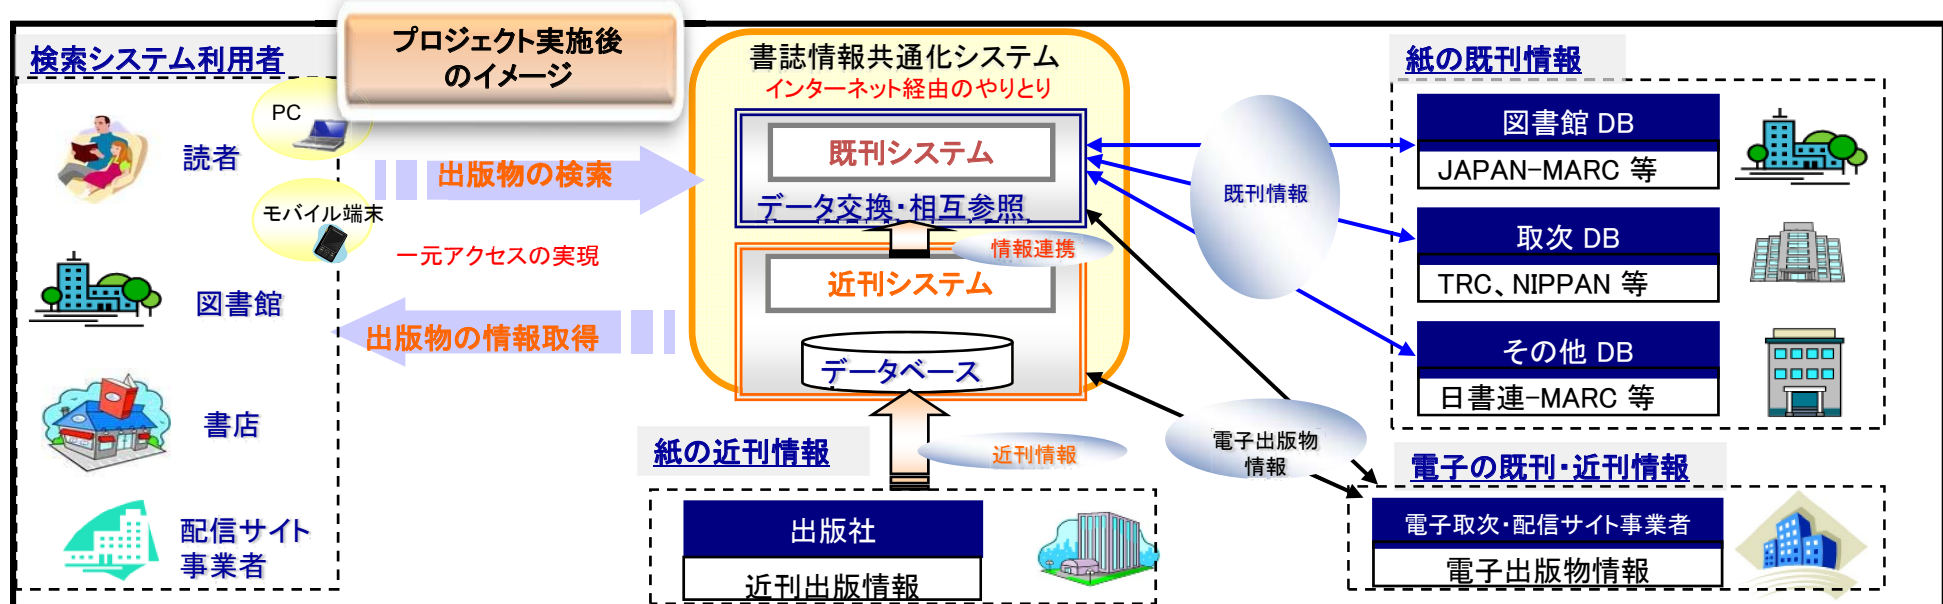 プロジェクト実施後
のイメージ
検索システム利用者
PC
読者
モバイル端末
図書館
書店
配信サイト
事業者
出版物の検索
一元アクセスの実現
出版物の情報取得
書誌情報共通化システム
インターネット経由のやりとり
既刊システム
データ交換・相互参照
情報連携
近刊システム
データベース
近刊情報
紙の近刊情報
出版社
近刊出版情報
既刊情報
電子出版物
情報
紙の既刊情報
図書館 DB
JAPAN-MARC 等
取次 DB
TRC、NIPPAN 等
その他 DB
日書連-MARC 等
電子の既刊・近刊情報
電子取次・配信サイト事業者
電子出版物情報